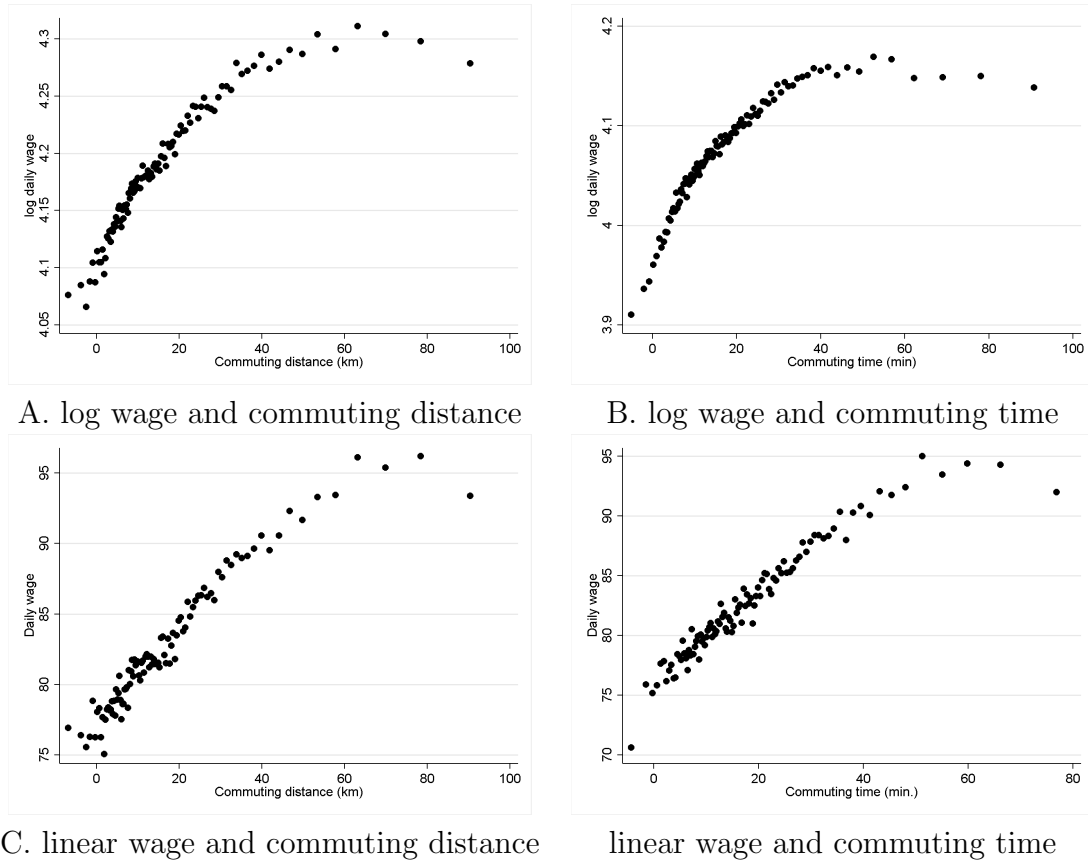 4.3
4.25
4.2
4.15
4.1
4.05
log daily wage
0 20 40 60 80 100
Commuting distance (km)
4.2
4.1
4
3.9
log daily wage
0 20 40 60 80 100
Commuting time (min)
A. log wage and commuting distance
B. log wage and commuting time
95
90
85
80
75
Daily wage
0 20 40 60 80 100
Commuting distance (km)
95
90
85
80
75
70
Daily wage
0 20 40 60 80
Commuting time (min.)
C. linear wage and commuting distance
linear wage and commuting time